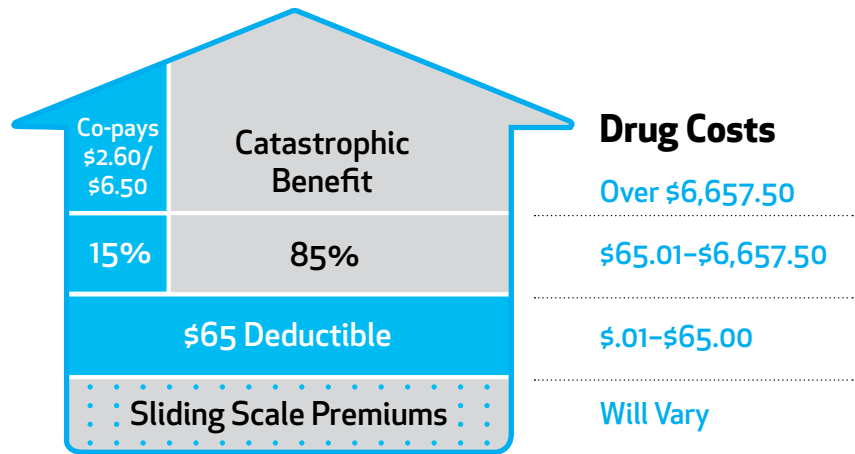 Co-pays
$2.60/
$6.50
Catastrophic
Benefit
Drug Costs
Over $6,657.50
15%
85%
$65.01–$6,657.50
$65 Deductible
$.01–$65.00
Sliding Scale Premiums
Will Vary